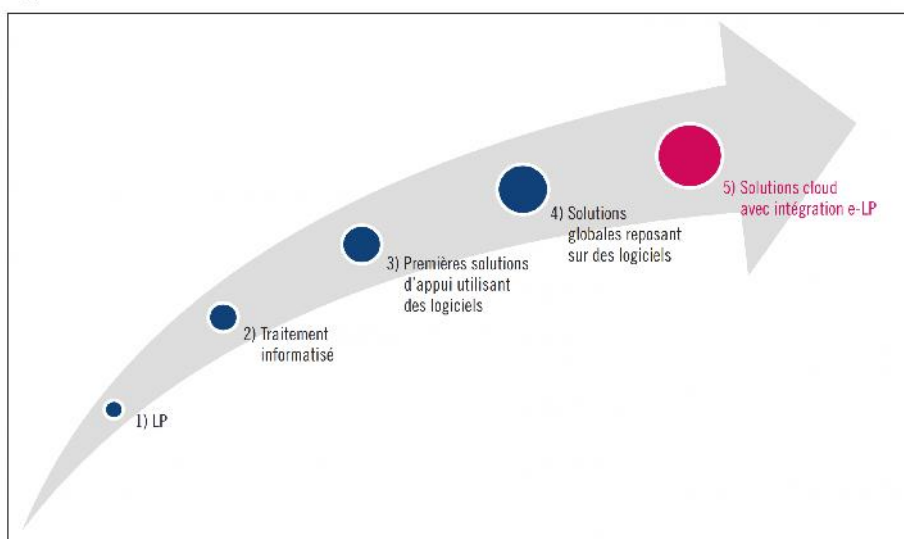 1) LP
2) Traitement
informatisé
3) Premières solutions
d'appui utilisant
des logiciels
4) Solutions
globales reposant
sur des logiciels
5) Solutions cloud
avec intégration e-LP